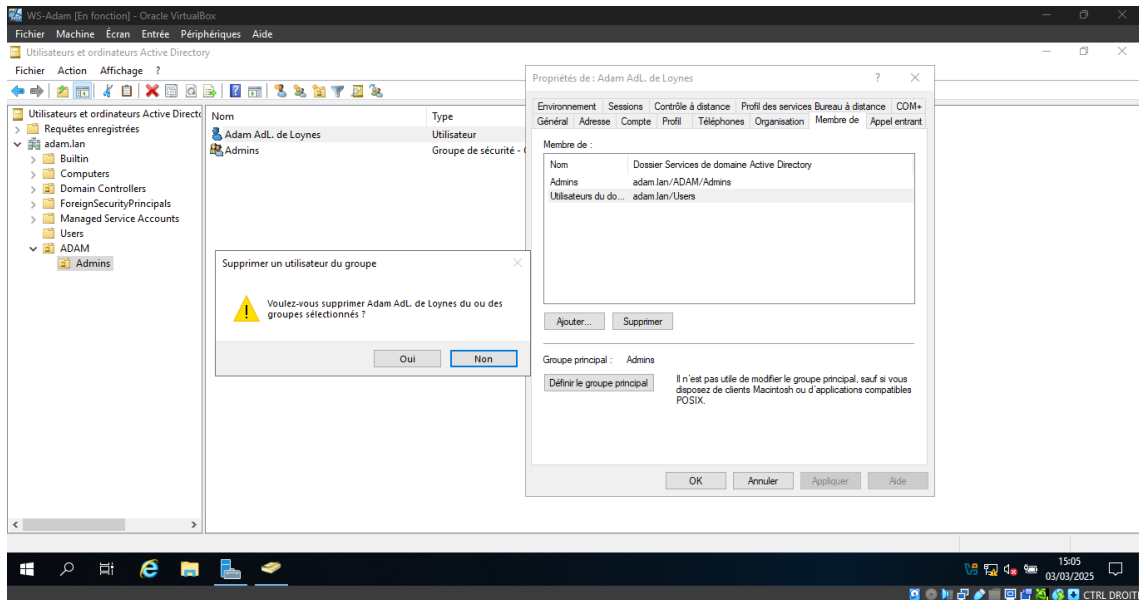 WS-Adam [En fonction] - Oracle VirtualBox
Fichier Machine Écran Entrée Périphériques Aide
Utilisateurs et ordinateurs Active Directory
Fichier Action Affichage ?
Utilisateurs et ordinateurs Active Directo
Requêtes enregistrées
adam.lan
Builtin
Computers
Domain Controllers
ForeignSecurityPrincipals
Managed Service Accounts
Users
ADAM
Admins
Nom Type
Adam AdL. de Loynes Utilisateur
Admins Groupe de sécurité -
Supprimer un utilisateur du groupe
Voulez-vous supprimer Adam AdL. de Loynes du ou des
groupes sélectionnés ?
Oui Non
Propriétés de : Adam AdL. de Loynes ?
Environnement Sessions Contrôle à distance Profil des services Bureau à distance COM+
Général Adresse Compte Profil Téléphones Organisation Membre de Appel entrant
Membre de :
Nom Dossier Services de domaine Active Directory
Admins adam.lan/ADAM/Admins
Utilisateurs du do... adam.lan/Users
Ajouter... Supprimer
Groupe principal : Admins
Définir le groupe principal
Il n'est pas utile de modifier le groupe principal, sauf si vous
disposez de clients Macintosh ou d'applications compatibles
POSIX.
OK Annuler Appliquer Aide
15:05
03/03/2025
CTRL DROITE